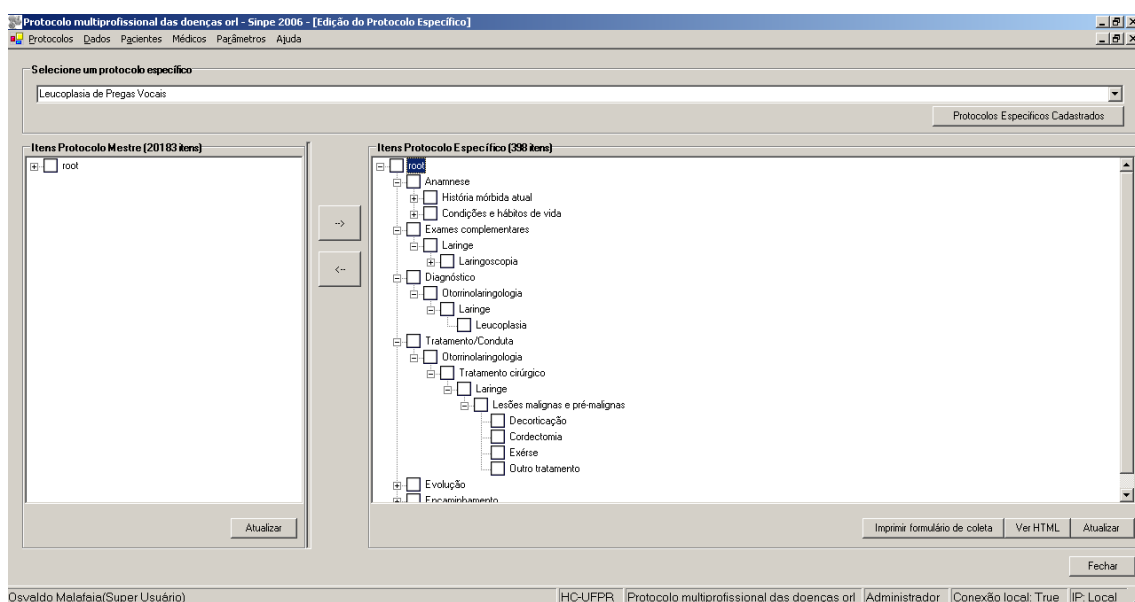 Protocolo multiprofissional das doenças orl - Sinpe 2006 - [Edição do Protocolo Específico]
Protocolos Dados Pacientes Médicos Parâmetros Ajuda
Selecione um protocolo específico
Leucoplasia de Pregas Vocais
Protocolos Especificos Cadastrados
Itens Protocolo Mestre (20183 itens)
root
Atualizar
-->
<--
Itens Protocolo Específico (398 itens)
root
Anamnese
História mórbida atual
Condições e hábitos de vida
Exames complementares
Laringe
Laringoscopia
Diagnóstico
Otorrinolaringologia
Laringe
Leucoplasia
Tratamento/Conduta
Otorrinolaringologia
Tratamento cirúrgico
Laringe
Lesões malignas e pré-malignas
Decorticação
Cordectomia
Exérse
Outro tratamento
Evolução
Encaminhamento
Imprimir formulário de coleta Ver HTML Atualizar
Fechar
Osvaldo Malafaia(Super Usuário) HC-UFPR Protocolo multiprofissional das doenças orl Administrador Conexão local: True IP: Local